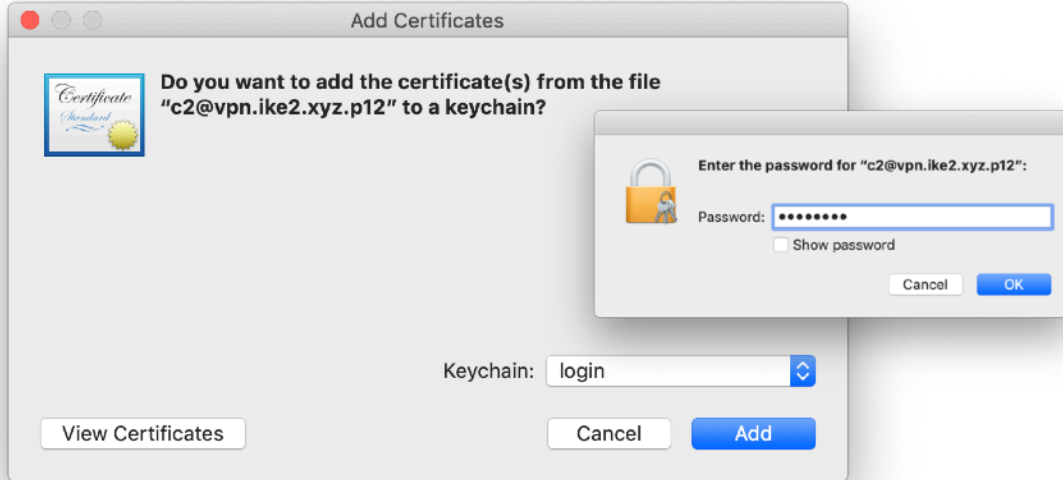 Add Certificates
Certificate
Standard
Do you want to add the certificate(s) from the file
“c2@vpn.ike2.xyz.p12” to a keychain?
Enter the password for “c2@vpn.ike2.xyz.p12”:
Password: ••••••••
Show password
Cancel OK
Keychain: login
View Certificates Cancel Add